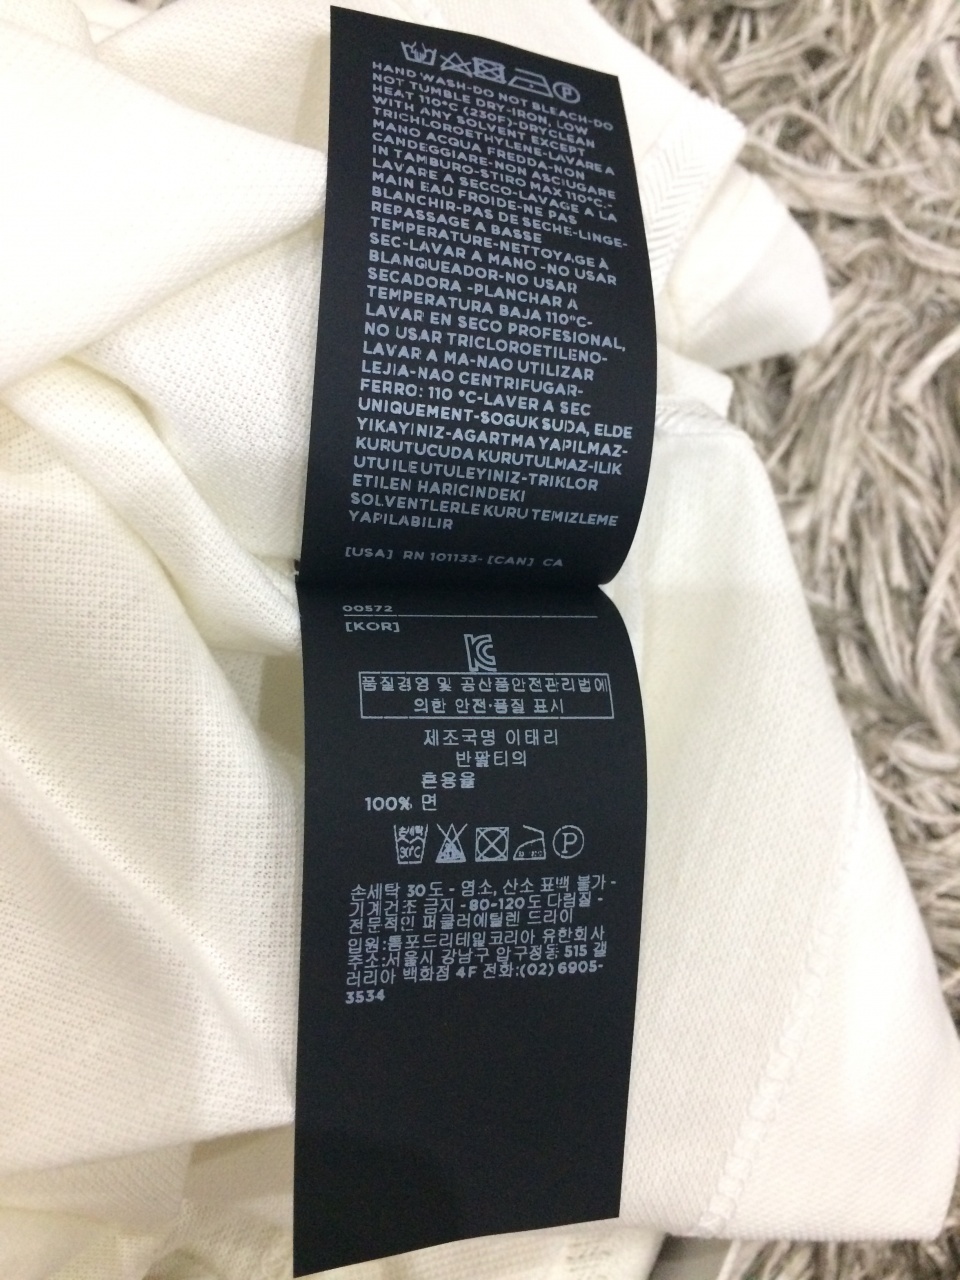 HAND WASH-DO NOT BLEACH-DO
NOT TUMBLE DRY-IRON, LOW
HEAT 110°C (230F)-DRYCLEAN
WITH ANY SOLVENT EXCEPT
TRICHLOROETHYLENE-LAVARE A
MANO ACQUA FREDDA-NON
CANDEGGIARE-NON ASCIUGARE
IN TAMBURO-STIRO MAX 110°C.-
LAVARE A SECCO-LAVAGE A LA
MAIN EAU FROIDE-NE PAS
BLANCHIR-PAS DE SECHE-LINGE-
REPASSAGE A BASSE
TEMPERATURE-NETTOYAGE À
SEC-LAVAR A MANO -NO USAR
BLANQUEADOR-NO USAR
SECADORA -PLANCHAR A
TEMPERATURA BAJA 110°C-
LAVAR EN SECO PROFESIONAL,
NO USAR TRICLOROETILENO-
LAVAR A MA-NAO UTILIZAR
LEJIA-NAO CENTRIFUGAR-
FERRO: 110 °C-LAVER A SEC
UNIQUEMENT-SOGUK SUDA, ELDE
YIKAYINIZ-AGARTMA YAPILMAZ-
KURUTUCUDA KURUTULMAZ-ILIK
UTU ILE UTULEYINIZ-TRIKLOR
ETILEN HARICINDEKI
SOLVENTLERLE KURU TEMIZLEME
YAPILABILIR
[USA] RN 101133- [CAN] CA
00572
[KOR]
품질경영 및 공산품안전관리법에
의한 안전·품질 표시
제조국명 이태리
반팔티의
혼용율
100% 면
손세탁
30°C
P
손세탁 30도 - 염소, 산소 표백 불가 -
기계건조 금지 - 80-120도 다림질 -
전문적인 퍼클러에틸렌 드라이
입원:톰포드리테일코리아 유한회사
주소:서울시 강남구 압구정동 515 갤
러리아 백화점 4F 전화:(02) 6905-
3534